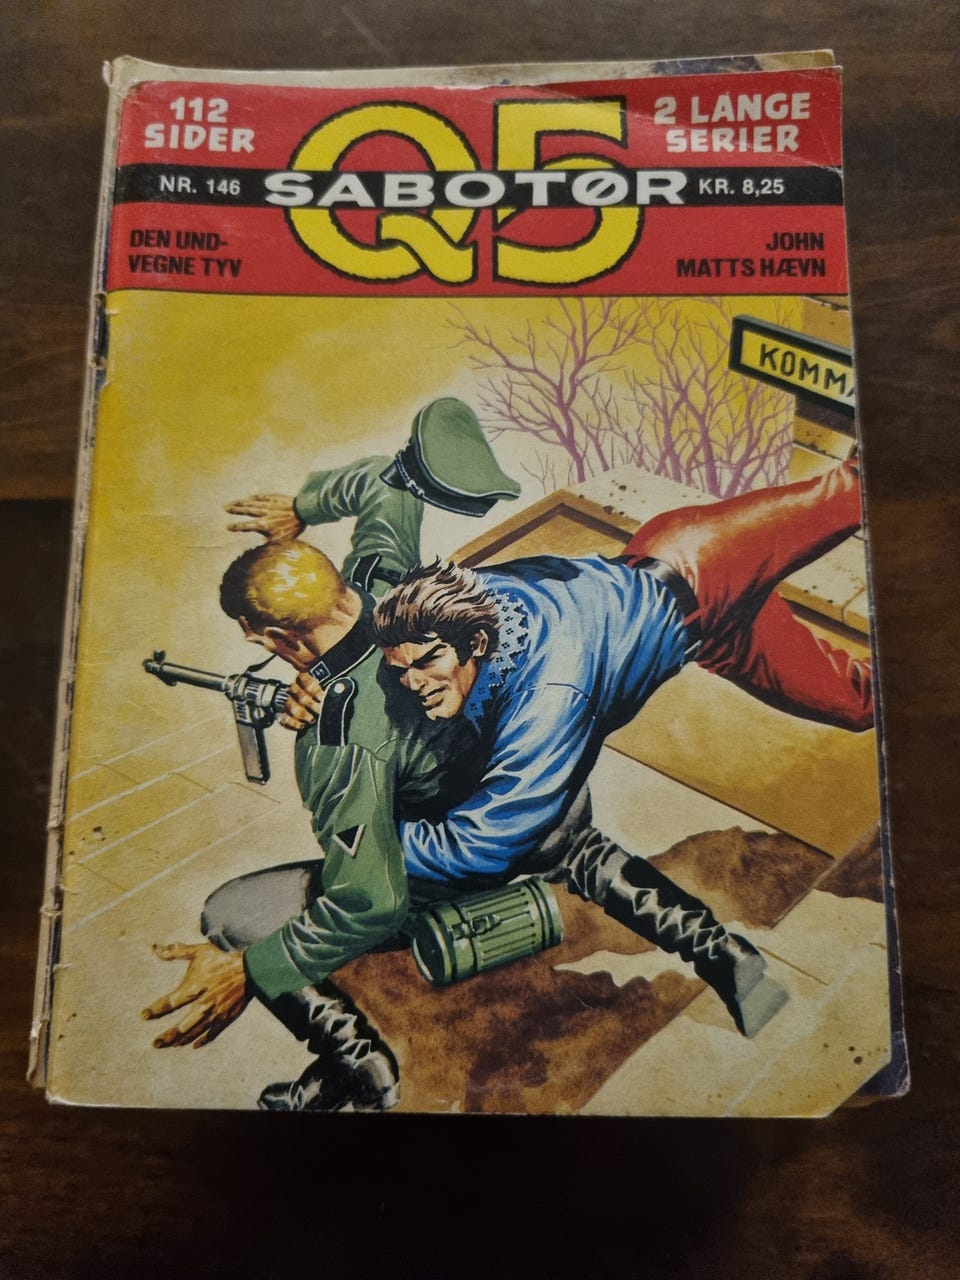 112
SIDER
Q5
2 LANGE
SERIER
NR. 146
SABOTØR
KR. 8,25
DEN UND-
VEGNE TYV
JOHN
MATTS HÆVN
KOMMA